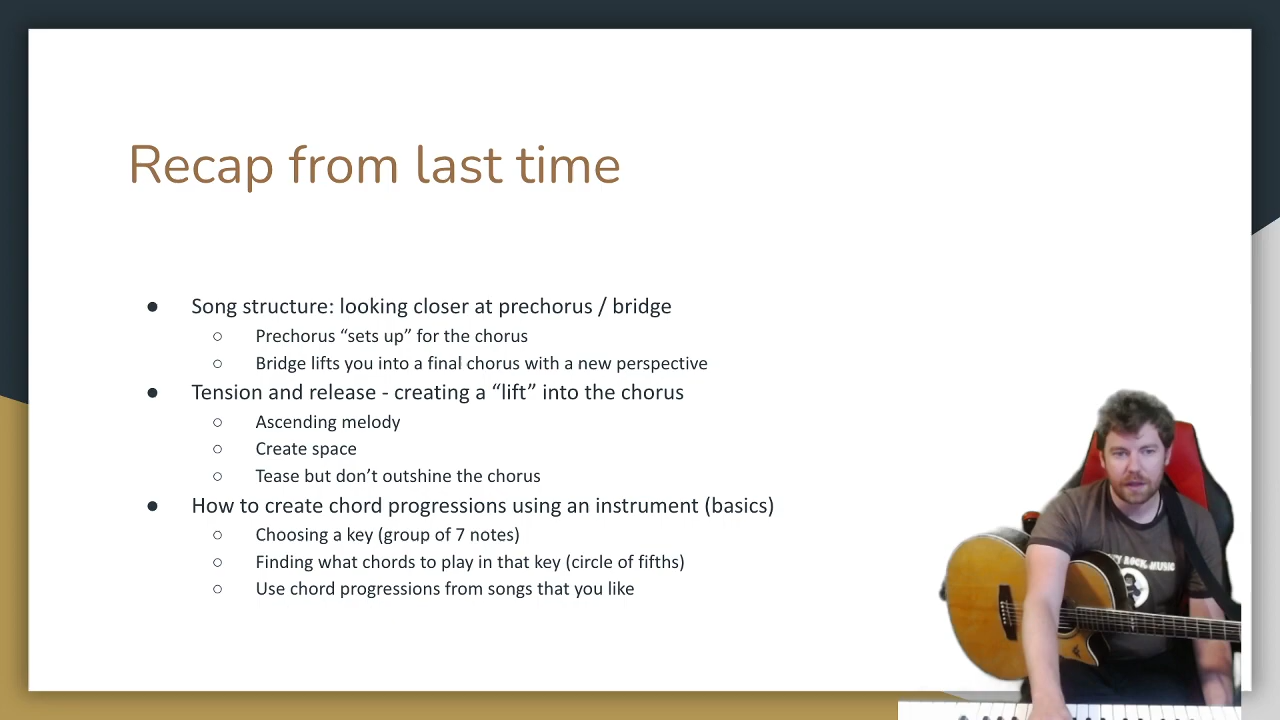 Recap from last time
● Song structure: looking closer at prechorus / bridge
○ Prechorus “sets up” for the chorus
○ Bridge lifts you into a final chorus with a new perspective
● Tension and release - creating a “lift” into the chorus
○ Ascending melody
○ Create space
○ Tease but don’t outshine the chorus
● How to create chord progressions using an instrument (basics)
○ Choosing a key (group of 7 notes)
○ Finding what chords to play in that key (circle of fifths)
○ Use chord progressions from songs that you like
ROCK MUSIC